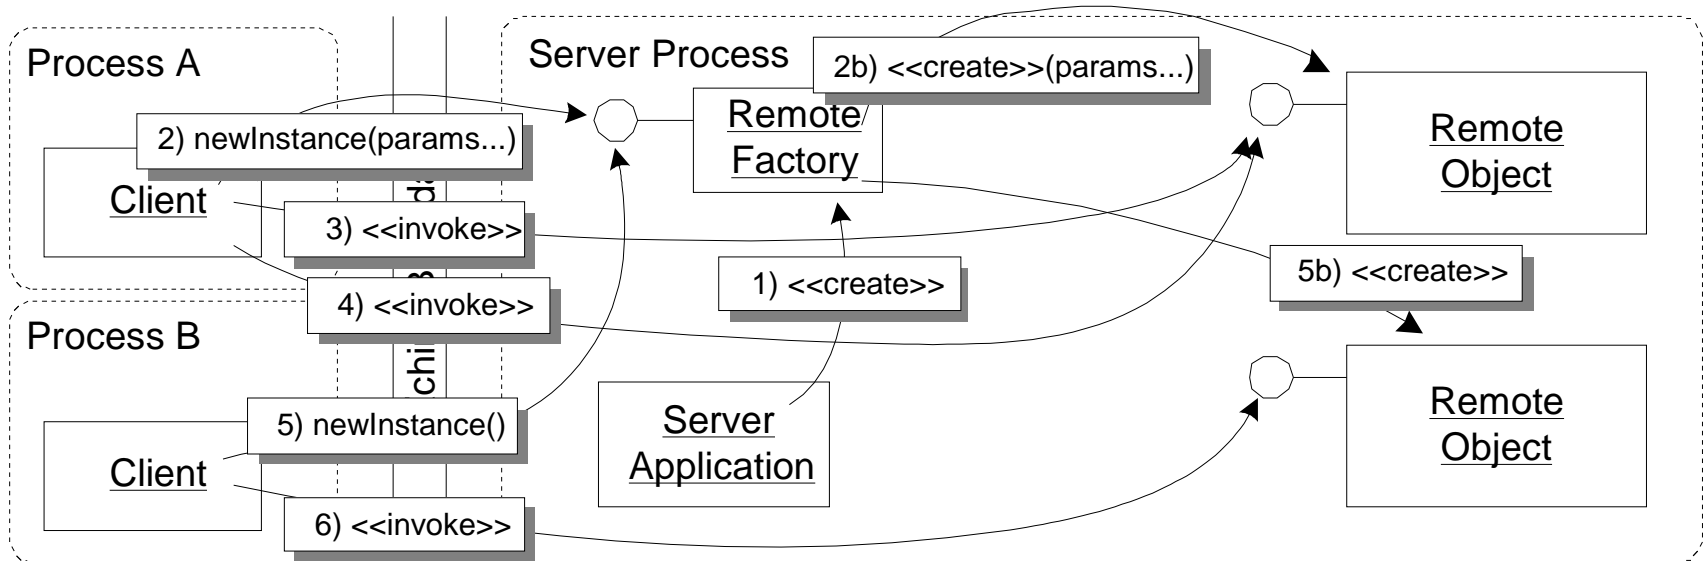 Process A
Server Process
2b) <<create>>(params...)
2) newInstance(params...)
Remote
Factory
Remote
Object
Client
3) <<invoke>>
4) <<invoke>>
1) <<create>>
5b) <<create>>
Process B
5) newInstance()
Client
6) <<invoke>>
Server
Application
Remote
Object